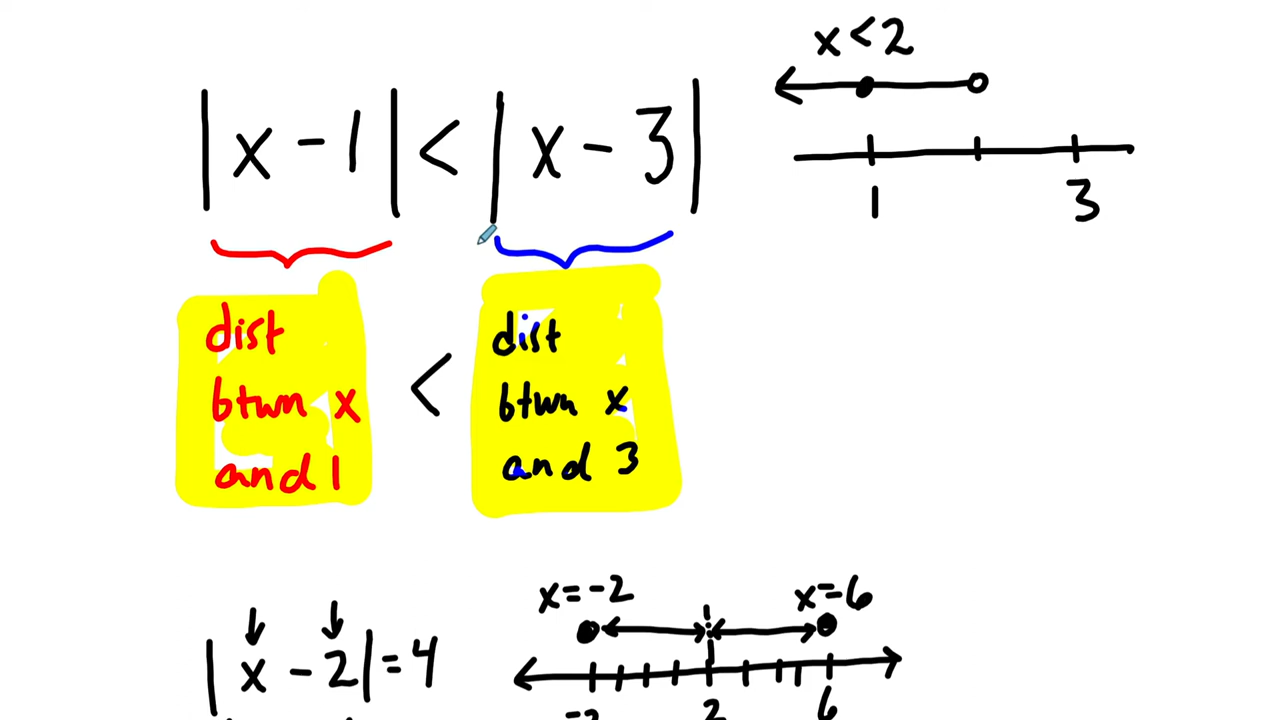 x<2
|x-1|<|x-3|
1 3
dist
btwn x
and 1
<
dist
btwn x
and 3
x=-2 x=6
|x-2|=4
-2 2 6